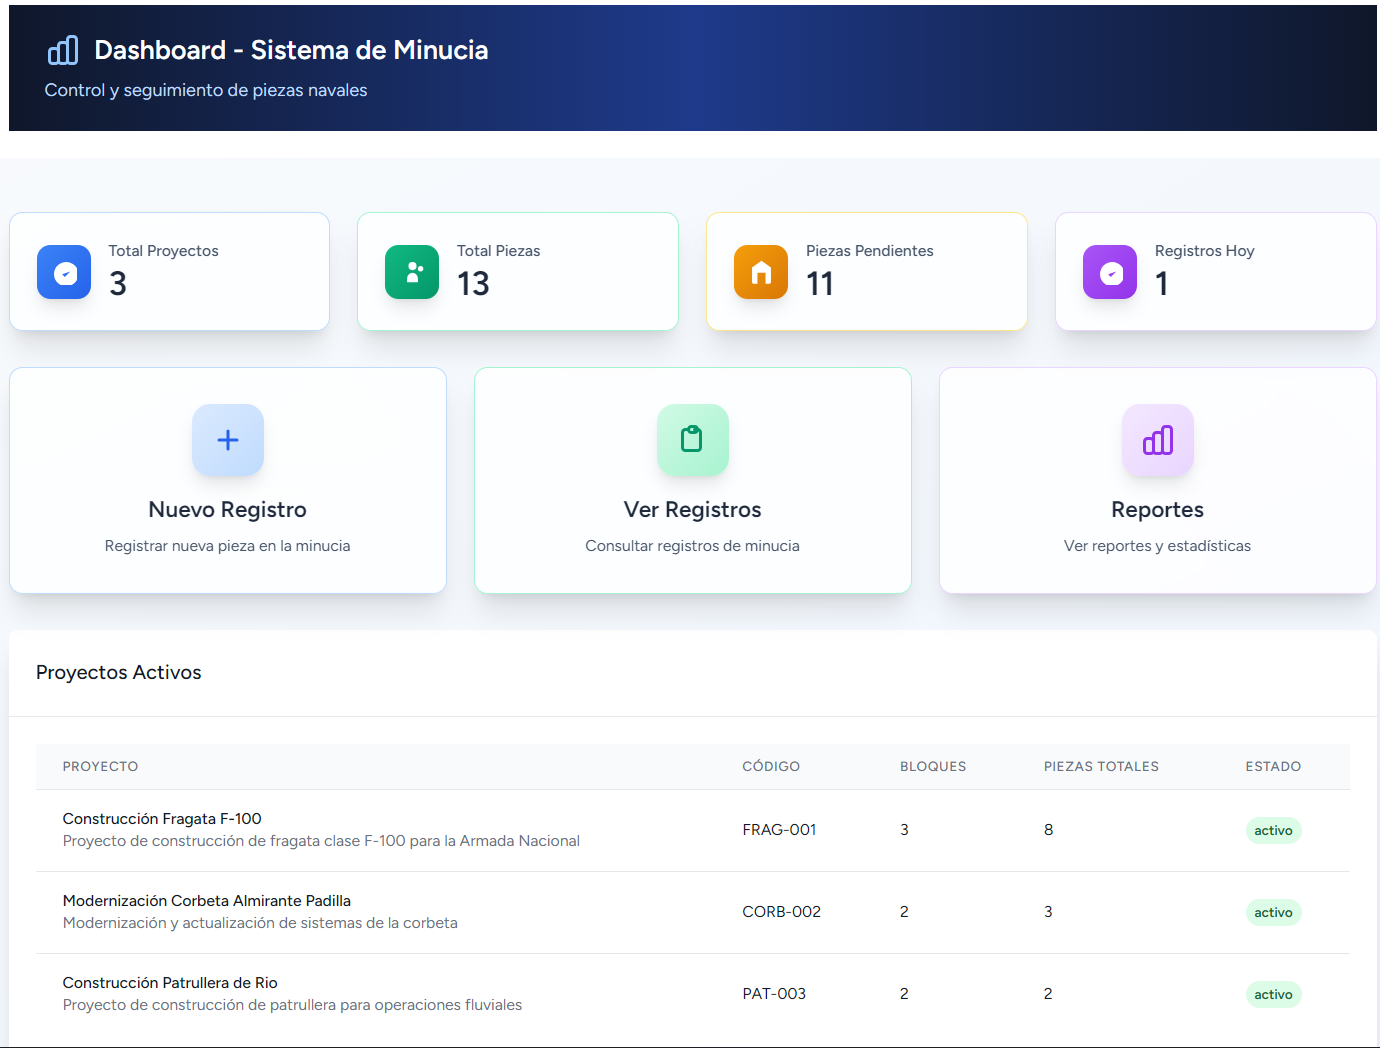 Dashboard - Sistema de Minucia
Control y seguimiento de piezas navales
Total Proyectos
3
Total Piezas
13
Piezas Pendientes
11
Registros Hoy
1
Nuevo Registro
Registrar nueva pieza en la minucia
Ver Registros
Consultar registros de minucia
Reportes
Ver reportes y estadísticas
Proyectos Activos
PROYECTO CÓDIGO BLOQUES PIEZAS TOTALES ESTADO
Construcción Fragata F-100
Proyecto de construcción de fragata clase F-100 para la Armada Nacional
FRAG-001 3 8 activo
Modernización Corbeta Almirante Padilla
Modernización y actualización de sistemas de la corbeta
CORB-002 2 3 activo
Construcción Patrullera de Rio
Proyecto de construcción de patrullera para operaciones fluviales
PAT-003 2 2 activo